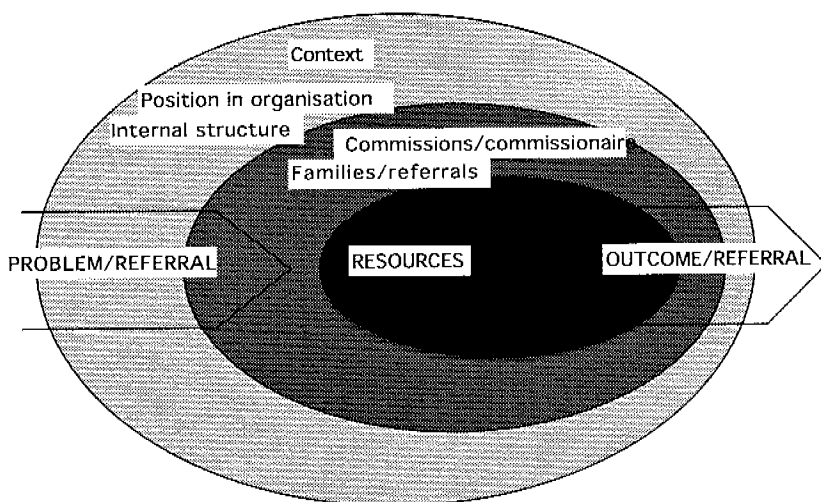 Context
Position in organisation
Internal structure
Commissions/commissionaire
Families/referrals
PROBLEM/REFERRAL
RESOURCES
OUTCOME/REFERRAL